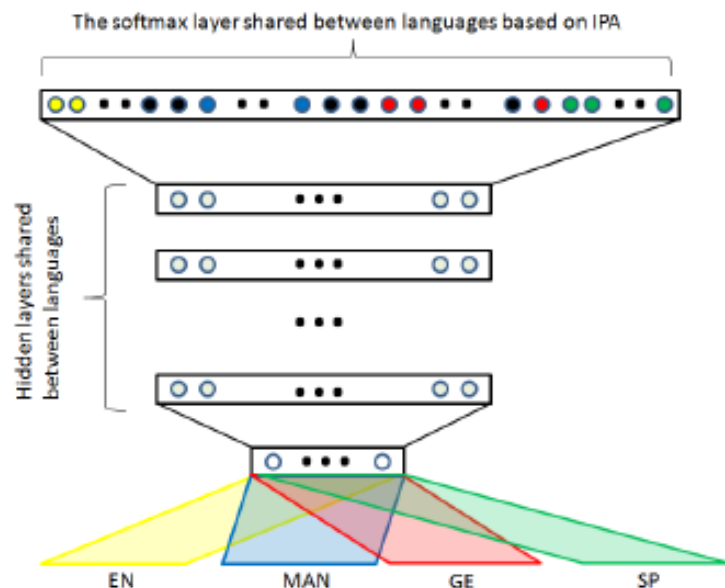 The softmax layer shared between languages based on IPA
Hidden layers shared
between languages
EN MAN GE SP